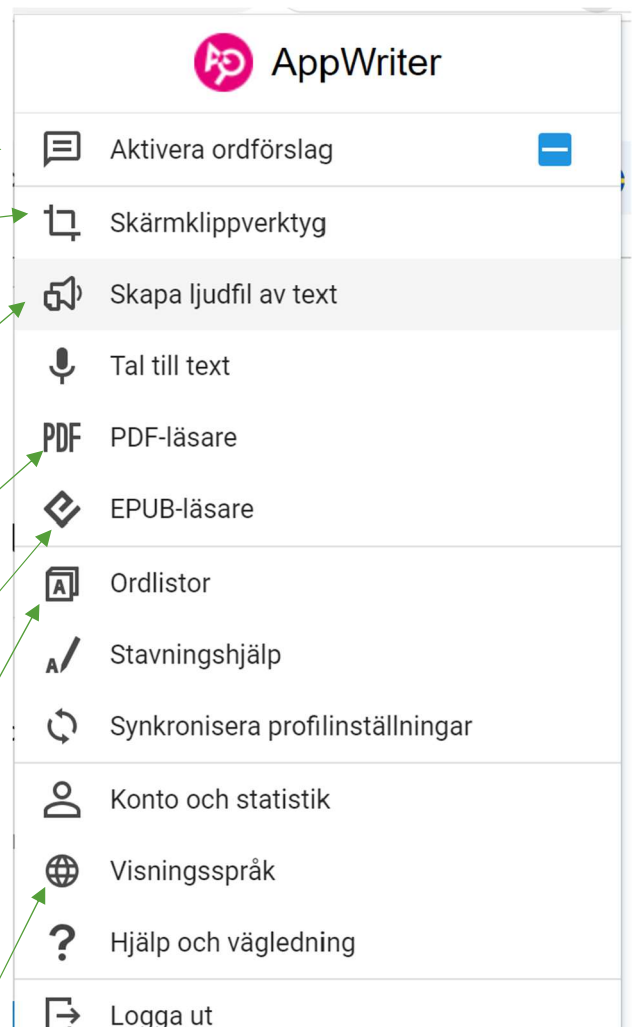 AppWriter
Aktivera ordförslag
Skärmklippverktyg
Skapa ljudfil av text
Tal till text
PDF PDF-läsare
EPUB-läsare
A Ordlistor
A Stavningshjälp
Synkronisera profilinställningar
Konto och statistik
Visningsspråk
? Hjälp och vägledning
Logga ut